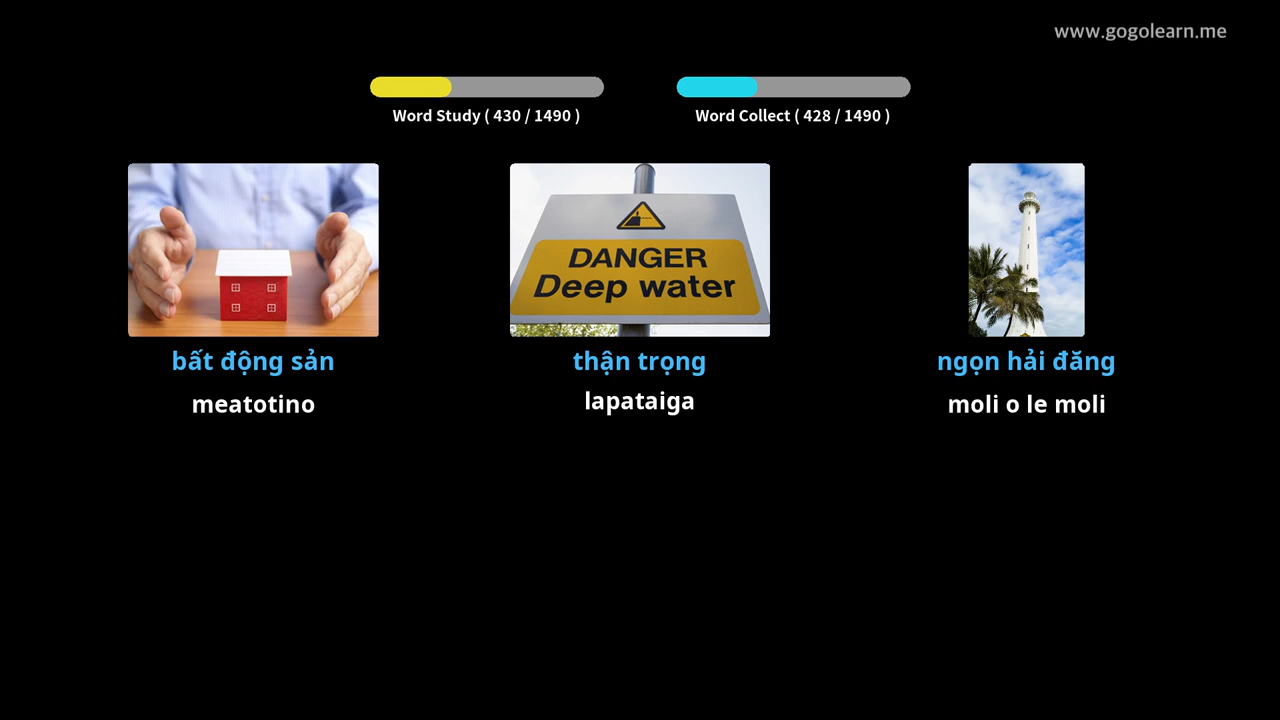 www.gogolearn.me
Word Study ( 430 / 1490 )
Word Collect ( 428 / 1490 )
DANGER
Deep water
bất động sản
thận trọng
ngọn hải đăng
meatotino
lapataiga
moli o le moli